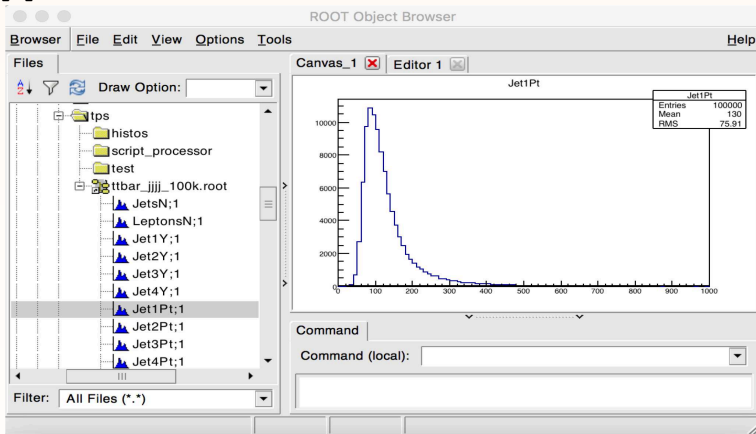 ROOT Object Browser
Browser File Edit View Options Tools Help
Files
Draw Option:
tps
histos
script_processor
test
ttbar_jjjj_100k.root
JetsN;1
LeptonsN;1
Jet1Y;1
Jet2Y;1
Jet3Y;1
Jet4Y;1
Jet1Pt;1
Jet2Pt;1
Jet3Pt;1
Jet4Pt;1
Filter: All Files (*.*)
Canvas_1 Editor 1
Jet1Pt
Jet1Pt
Entries 100000
Mean 130
RMS 75.91
10000
8000
6000
4000
2000
0
0 100 200 300 400 500 600 700 800 900 1000
Command
Command (local):